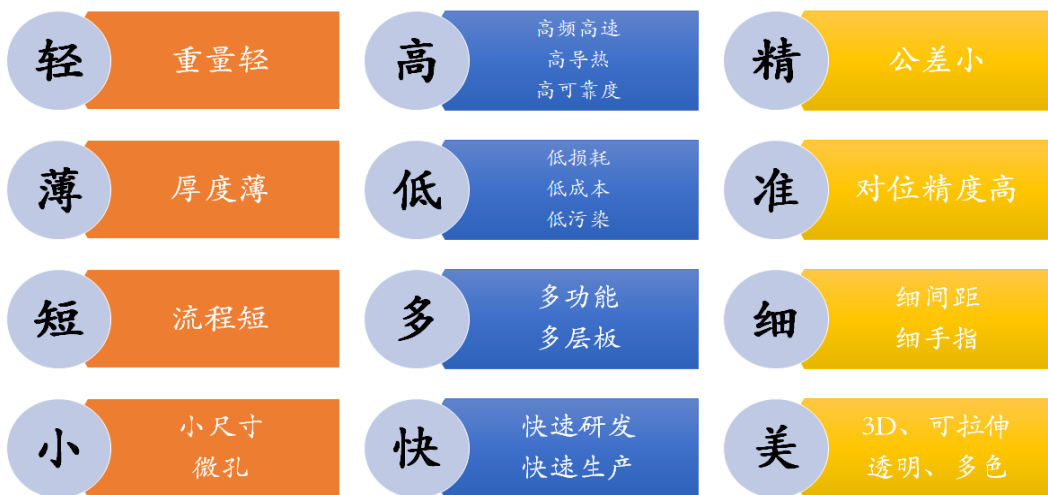 轻
重量轻
高
高频高速
高导热
高可靠度
精
公差小
薄
厚度薄
低
低损耗
低成本
低污染
准
对位精度高
短
流程短
多
多功能
多层板
细
细间距
细手指
小
小尺寸
微孔
快
快速研发
快速生产
美
3D、可拉伸
透明、多色